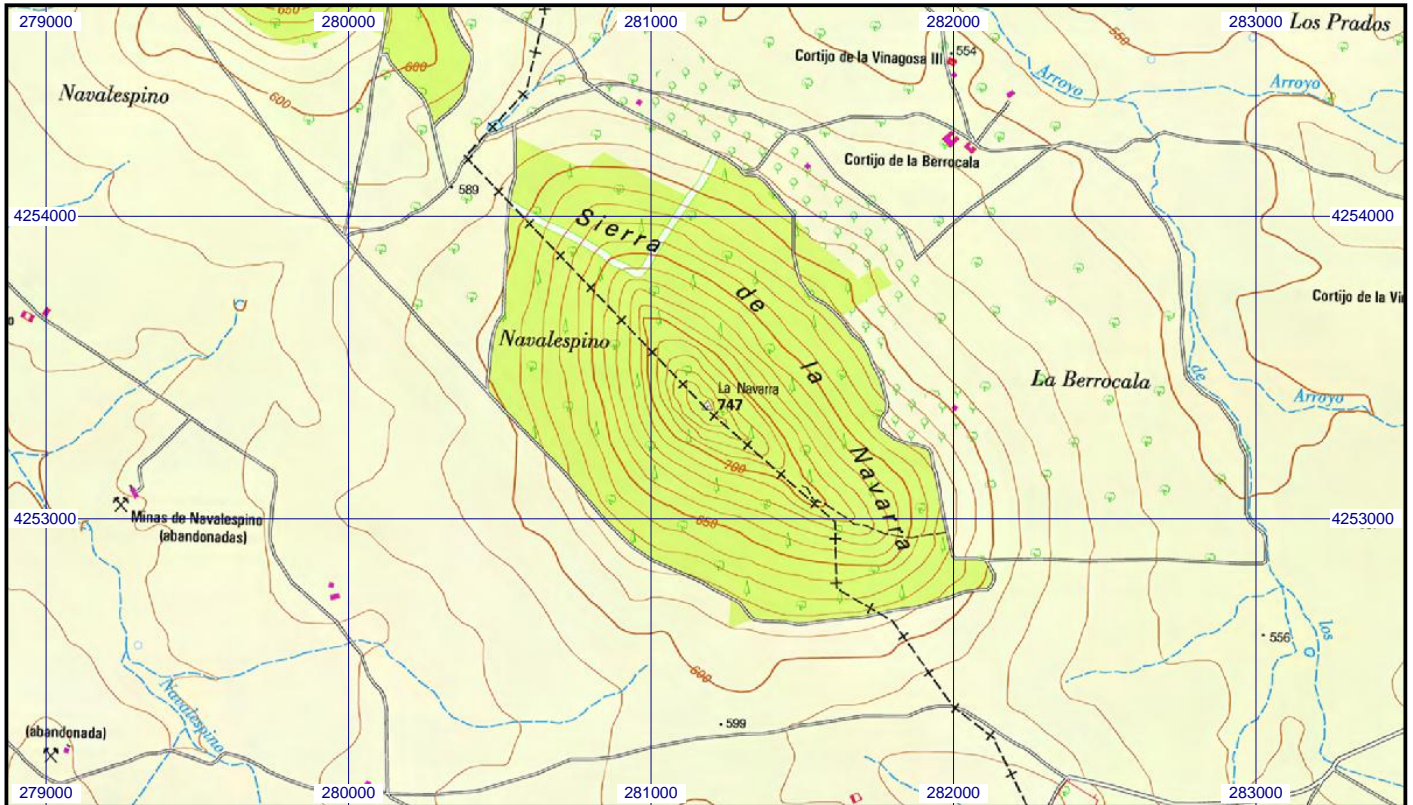 279000
280000
281000
282000
283000
650
Los Prados
Cortijo de la Vinagosa III
554
550
Arroyo
Arroyo
600
600
Navalespino
Cortijo de la Berrocala
589
4254000
4254000
Sierra
de
la
Navarra
Cortijo de la Vi
o
Navalespino
La Berrocala
de
La Navarra
747
Arroyo
700
4253000
4253000
650
Minas de Navalespino
(abandonadas)
556
los
600
Navalespino
599
(abandonada)
279000
280000
281000
282000
283000